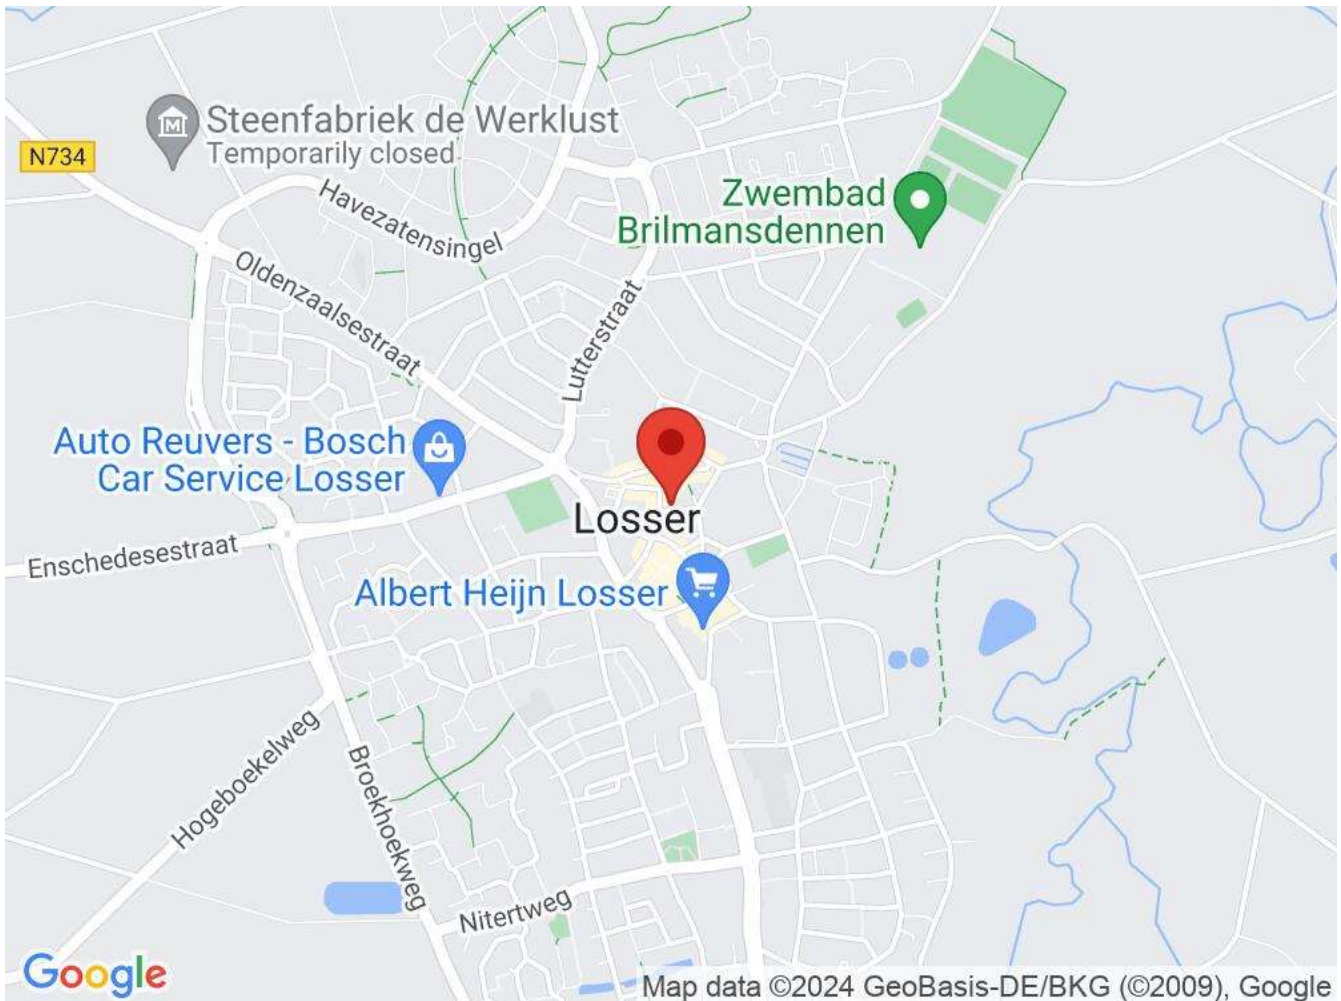 Steenfabriek de Werklust
Temporarily closed
N734
Havezatensingel
Zwembad
Brilmansdennen
Oldenzaalsestraat
Lutterstraat
Auto Reuvers - Bosch
Car Service Losser
Losser
Enschedesestraat
Albert Heijn Losser
Hogeboekelweg
Broekhoekweg
Nitertweg
Google
Map data ©2024 GeoBasis-DE/BKG (©2009), Google